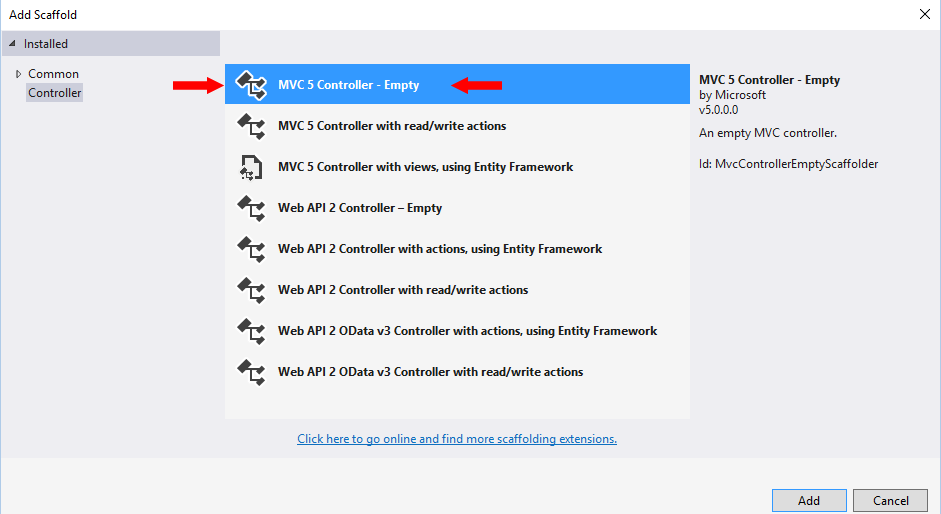 Add Scaffold
Installed
Common
Controller
MVC 5 Controller - Empty
MVC 5 Controller with read/write actions
MVC 5 Controller with views, using Entity Framework
Web API 2 Controller – Empty
Web API 2 Controller with actions, using Entity Framework
Web API 2 Controller with read/write actions
Web API 2 OData v3 Controller with actions, using Entity Framework
Web API 2 OData v3 Controller with read/write actions
MVC 5 Controller - Empty
by Microsoft
v5.0.0.0
An empty MVC controller.
Id: MvcControllerEmptyScaffolder
Click here to go online and find more scaffolding extensions.
Add
Cancel